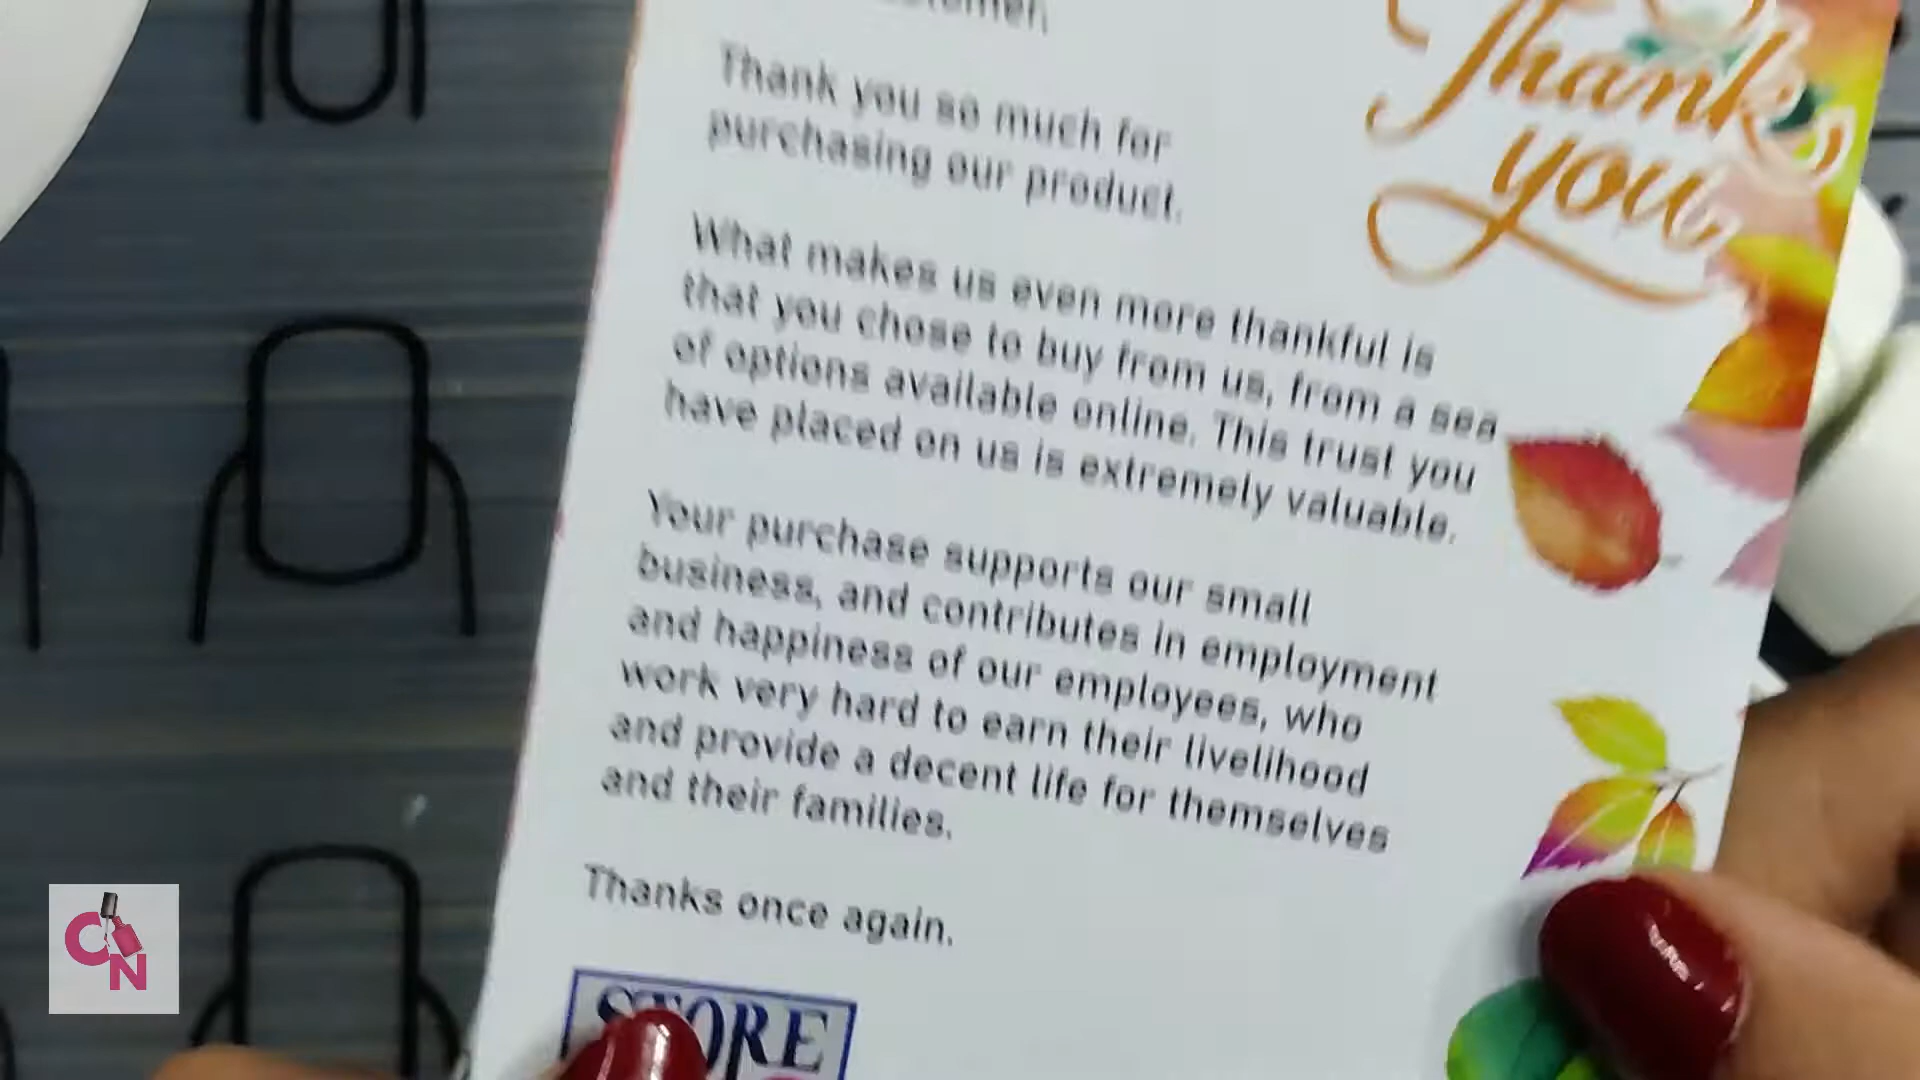 Thank you so much for
purchasing our product.
What makes us even more thankful is
that you chose to buy from us, from a sea
of options available online. This trust you
have placed on us is extremely valuable.
Your purchase supports our small
business, and contributes in employment
and happiness of our employees, who
work very hard to earn their livelihood
and provide a decent life for themselves
and their families.
Thanks once again.
STORE
Thank
you
CN